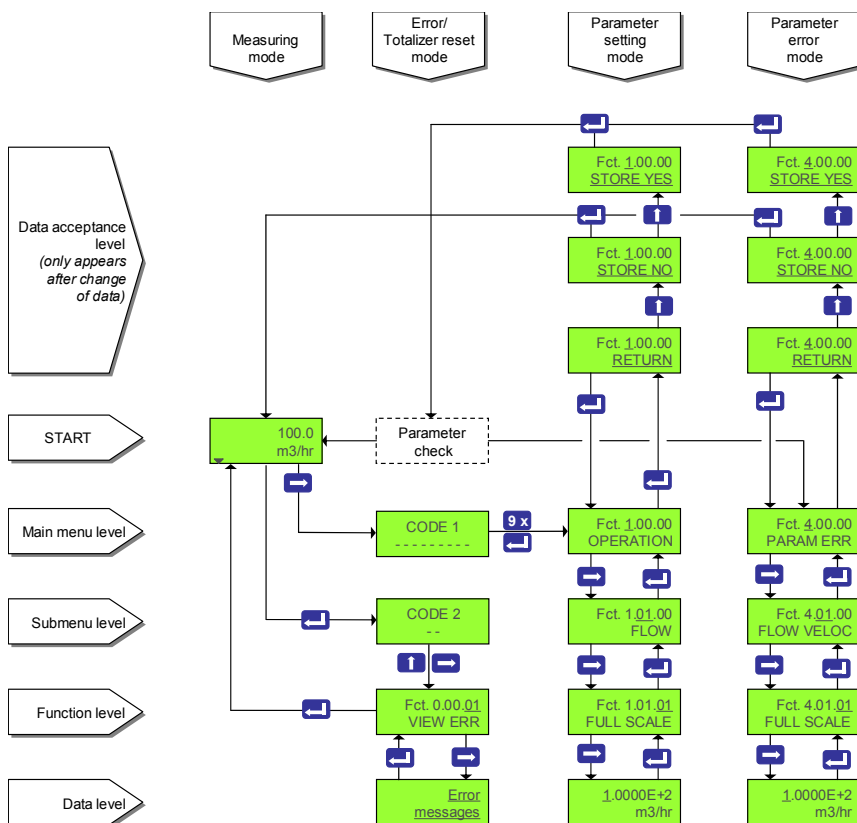 Measuring
mode
Error/
Totalizer reset
mode
Parameter
setting
mode
Parameter
error
mode
Data acceptance
level
(only appears
after change
of data)
Fct. 1.00.00
STORE YES
Fct. 4.00.00
STORE YES
Fct. 1.00.00
STORE NO
Fct. 4.00.00
STORE NO
Fct. 1.00.00
RETURN
Fct. 4.00.00
RETURN
START
100.0
m3/hr
Parameter
check
Main menu level
CODE 1
- - - - - - - - -
9 x
Fct. 1.00.00
OPERATION
Fct. 4.00.00
PARAM ERR
Submenu level
CODE 2
- -
Fct. 1.01.00
FLOW
Fct. 4.01.00
FLOW VELOC
Function level
Fct. 0.00.01
VIEW ERR
Fct. 1.01.01
FULL SCALE
Fct. 4.01.01
FULL SCALE
Data level
Error
messages
1.0000E+2
m3/hr
1.0000E+2
m3/hr